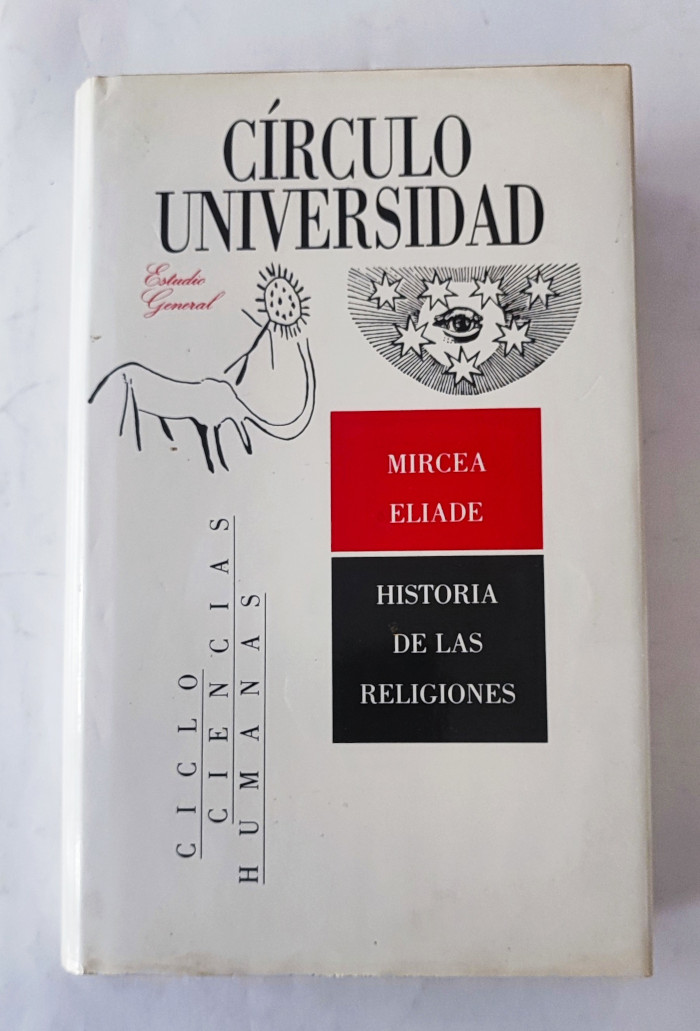 CÍRCULO
UNIVERSIDAD
Estudio
General
MIRCEA
ELIADE
HISTORIA
DE LAS
RELIGIONES
CICLO
CIENCIAS
HUMANAS